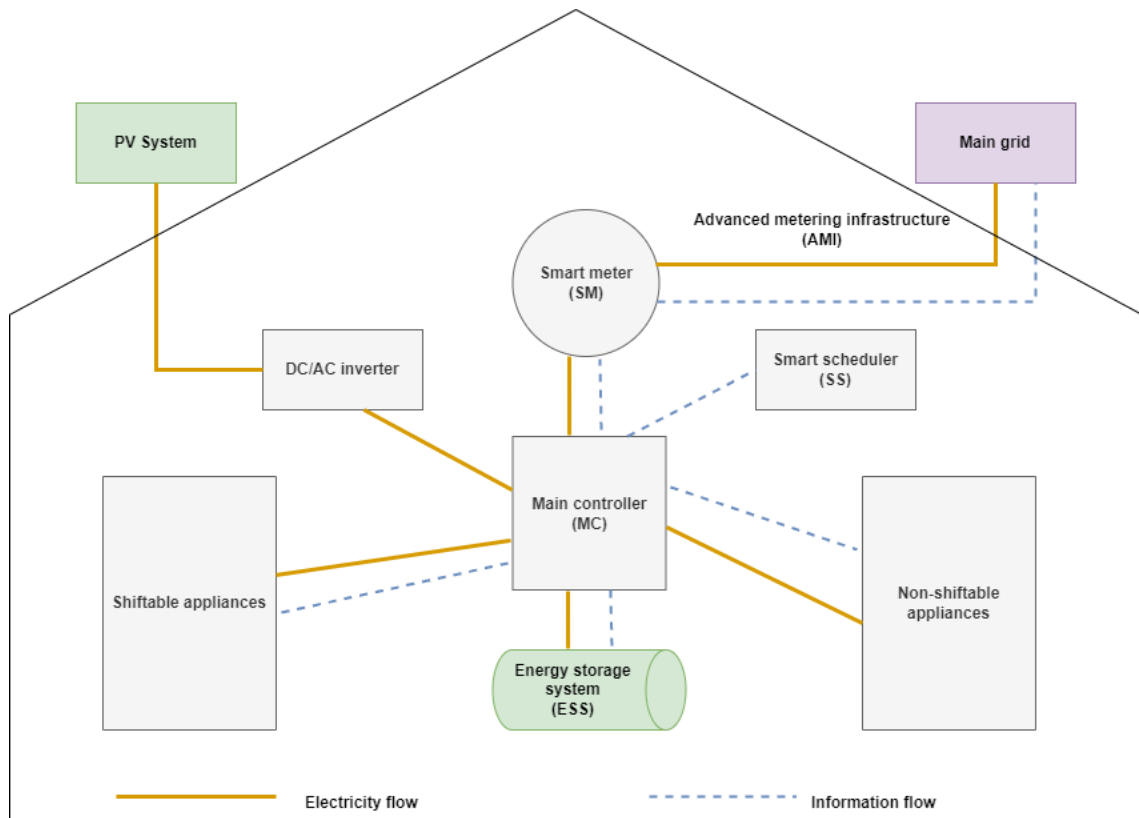 PV System
Main grid
Advanced metering infrastructure
(AMI)
Smart meter
(SM)
DC/AC inverter
Smart scheduler
(SS)
Main controller
(MC)
Shiftable appliances
Non-shiftable
appliances
Energy storage
system
(ESS)
Electricity flow
Information flow